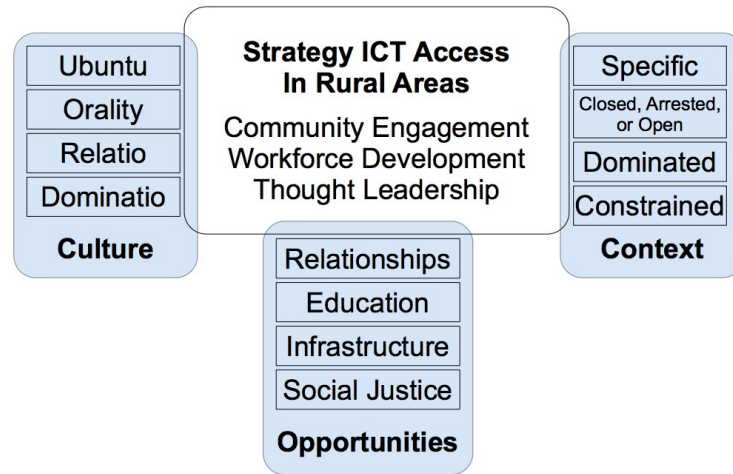 Strategy ICT Access
In Rural Areas
Community Engagement
Workforce Development
Thought Leadership
Ubuntu
Orality
Relatio
Dominatio
Culture
Relationships
Education
Infrastructure
Social Justice
Opportunities
Specific
Closed, Arrested,
or Open
Dominated
Constrained
Context